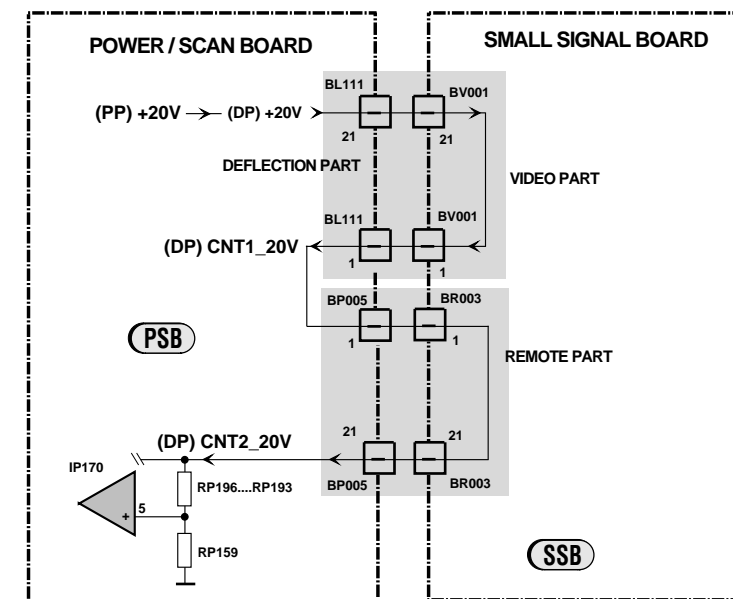 POWER / SCAN BOARD
SMALL SIGNAL BOARD
BL111
BV001
(PP) +20V
(DP) +20V
21
21
DEFLECTION PART
VIDEO PART
BL111
BV001
(DP) CNT1_20V
1
1
BP005
BR003
PSB
1
1
REMOTE PART
(DP) CNT2_20V
21
21
IP170
RP196....RP193
BP005
BR003
5
+
RP159
SSB